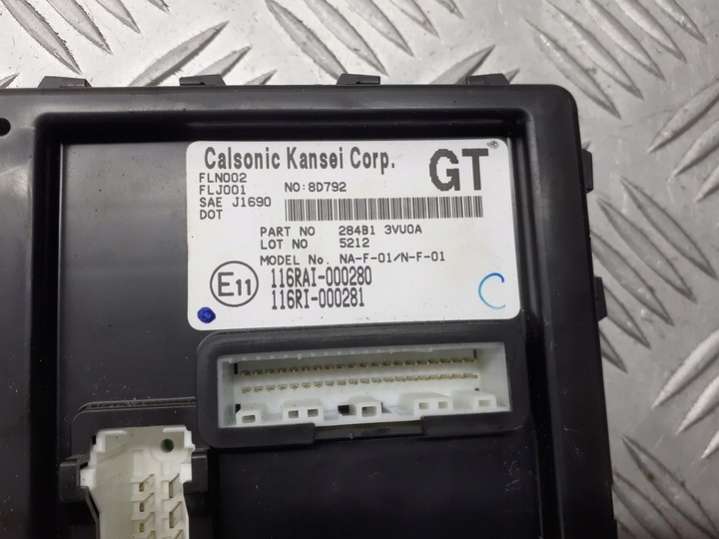 Calsonic Kansei Corp.
GT
FLN002
FLJ001 NO:8D792
SAE J1690
DOT
PART NO 284B1 3VU0A
LOT NO 5212
MODEL No. NA-F-01/N-F-01
E11
116RAI-000280
116RI-000281
C